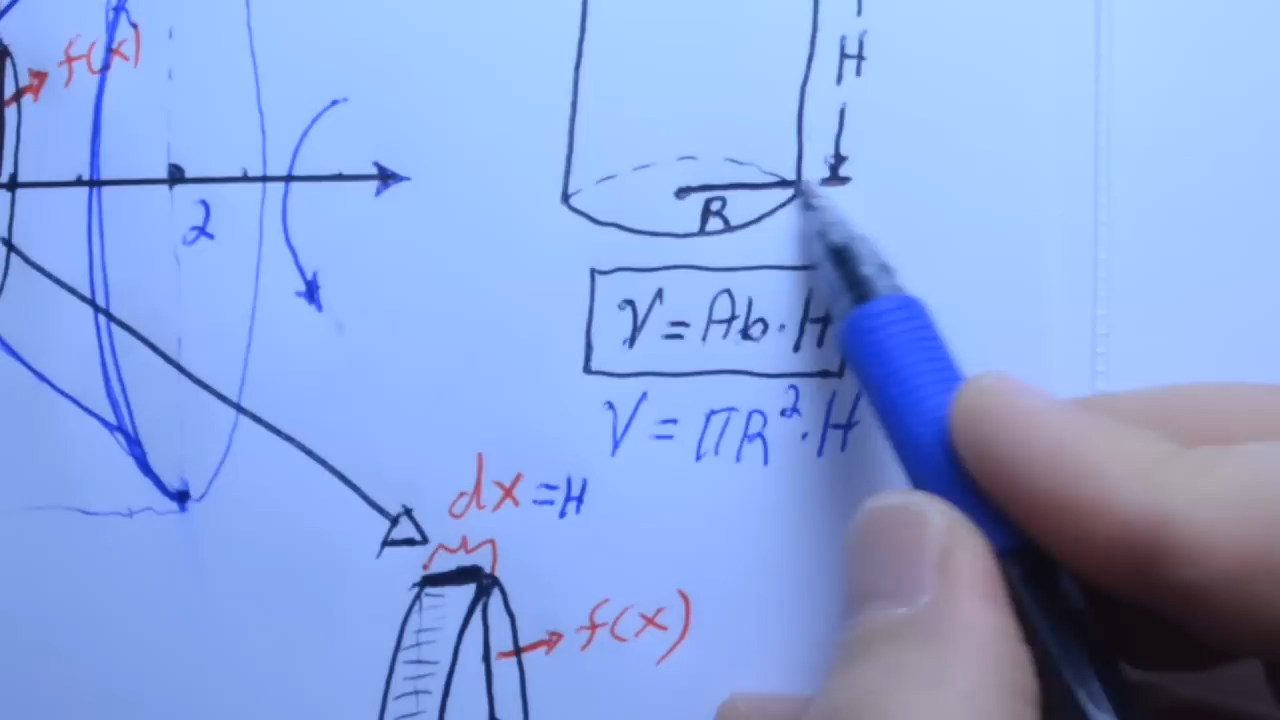 f(x)
H
2
R
V = Ab · H
V = πR². H
dx = H
f(x)